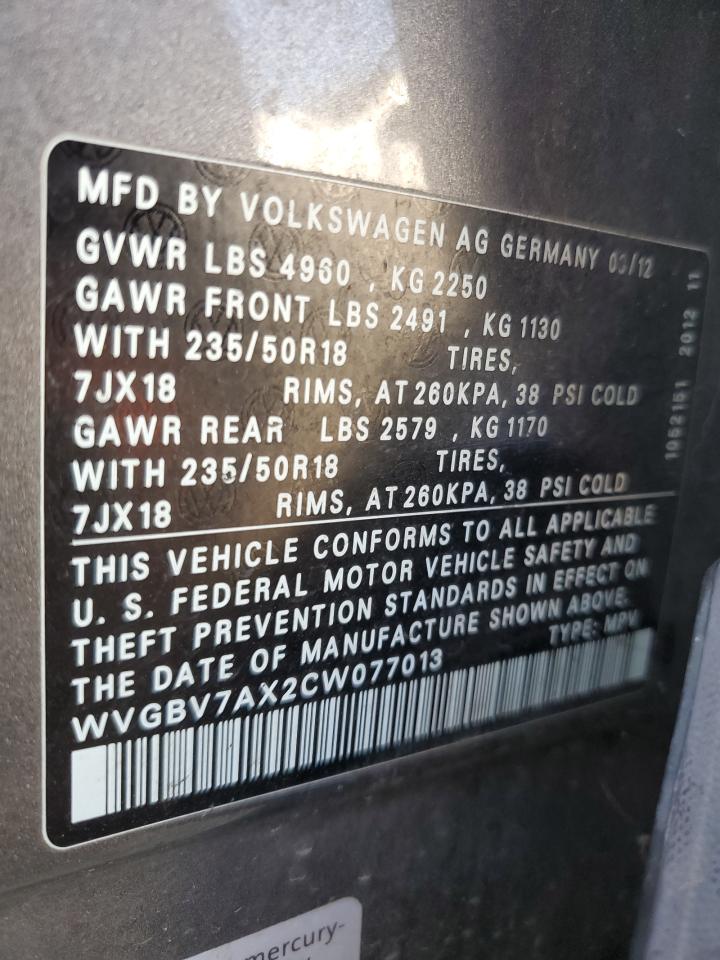 MFD BY VOLKSWAGEN AG GERMANY 03/12
GVWR LBS 4960 , KG 2250
GAWR FRONT LBS 2491 , KG 1130
WITH 235/50R18 TIRES,
7JX18 RIMS, AT 260KPA, 38 PSI COLD
GAWR REAR LBS 2579 , KG 1170
WITH 235/50R18 TIRES,
7JX18 RIMS, AT 260KPA, 38 PSI COLD
THIS VEHICLE CONFORMS TO ALL APPLICABLE
U. S. FEDERAL MOTOR VEHICLE SAFETY AND
THEFT PREVENTION STANDARDS IN EFFECT ON
THE DATE OF MANUFACTURE SHOWN ABOVE.
TYPE: MPV
WVGBV7AX2CW077013
2012 11
mercury-